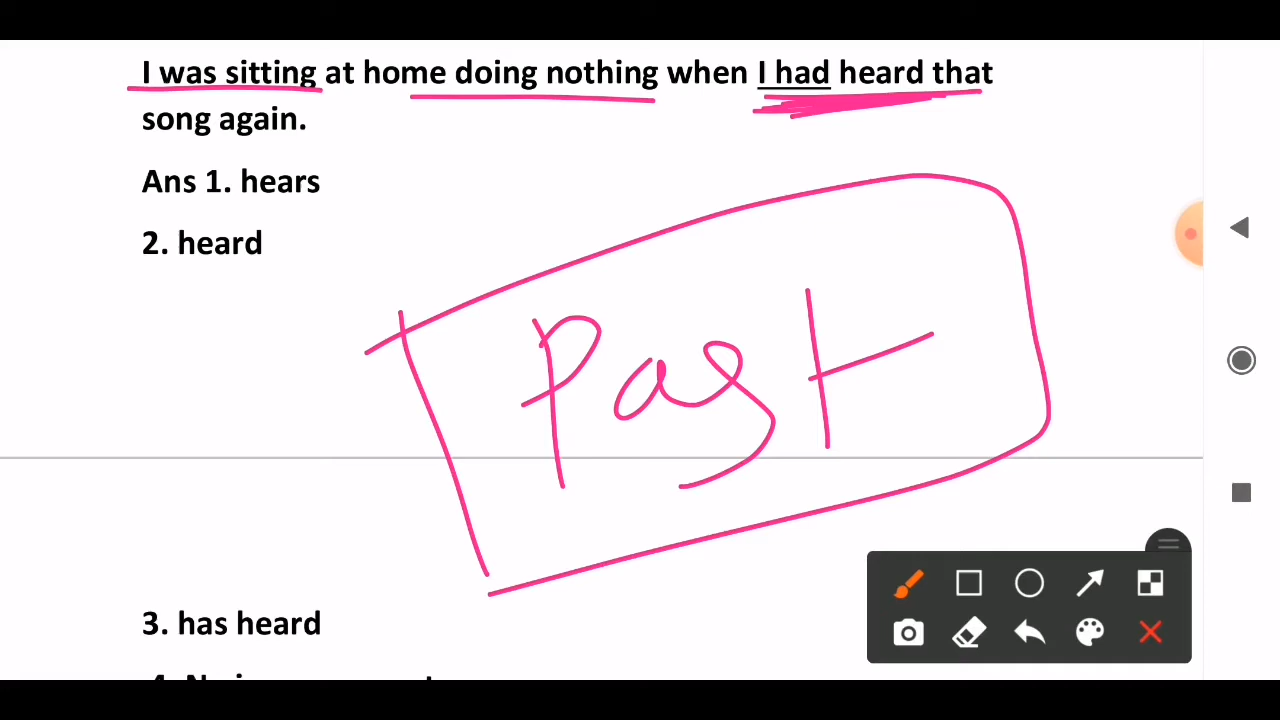 I was sitting at home doing nothing when I had heard that
song again.
Ans 1. hears
2. heard
Past
3. has heard